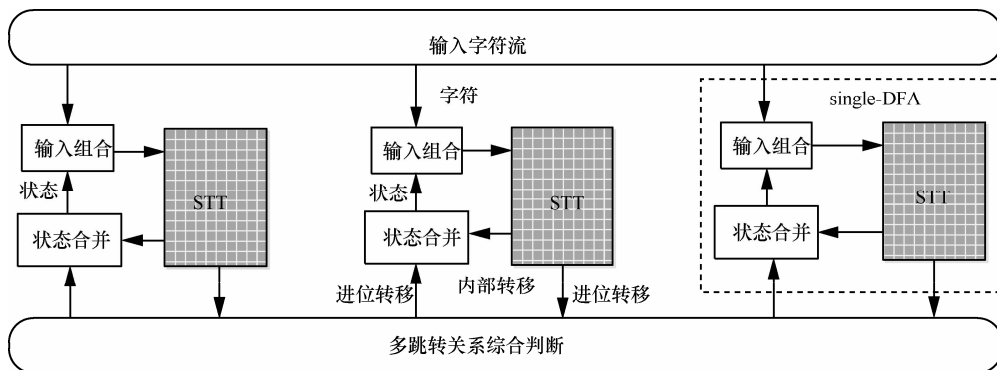 输入字符流
字符
single-DFA
输入组合
输入组合
输入组合
状态
STT
状态
STT
STT
状态合并
状态合并
状态合并
进位转移
内部转移
进位转移
多跳转关系综合判断